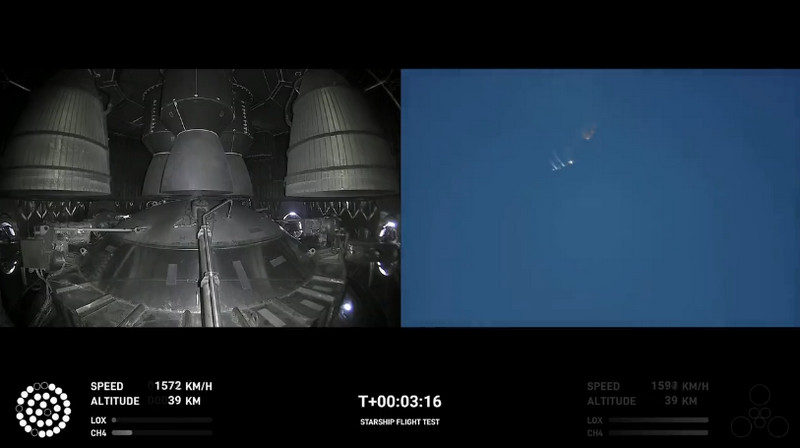 SPEED 1572 KM/H
ALTITUDE 39 KM
LOX
CH4
T+00:03:16
STARSHIP FLIGHT TEST
SPEED KM/H
ALTITUDE 39 KM
LOX
CH4